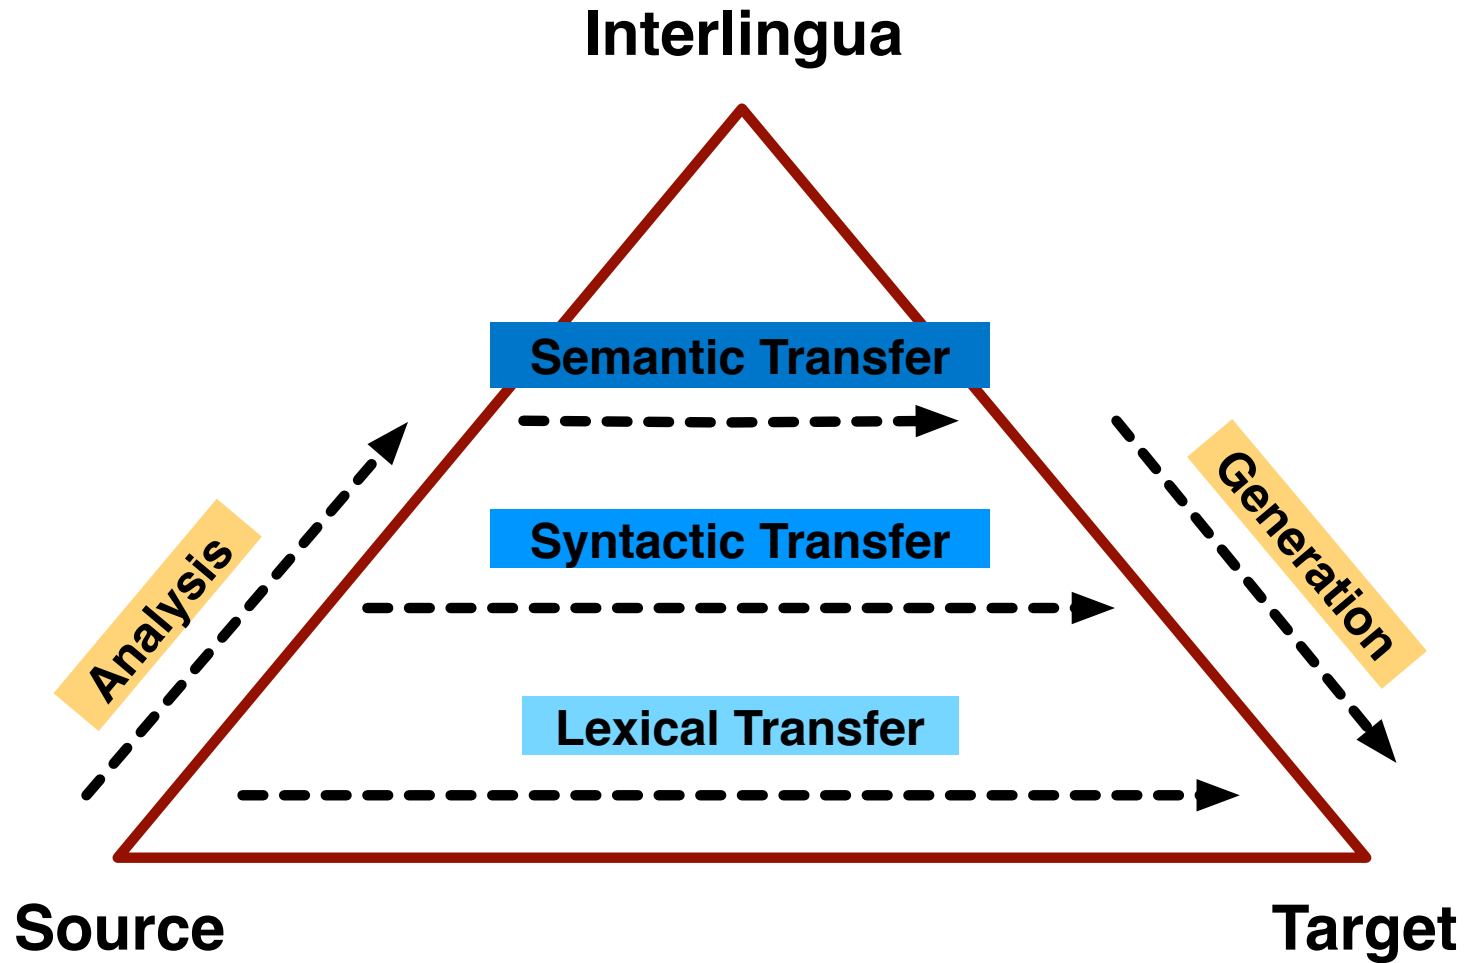 Interlingua
Semantic Transfer
Syntactic Transfer
Analysis
Generation
Lexical Transfer
Source
Target